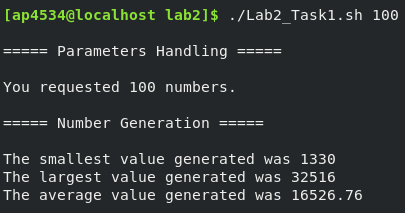 [ap4534@localhost lab2]$ ./Lab2_Task1.sh 100
===== Parameters Handling =====
You requested 100 numbers.
===== Number Generation =====
The smallest value generated was 1330
The largest value generated was 32516
The average value generated was 16526.76